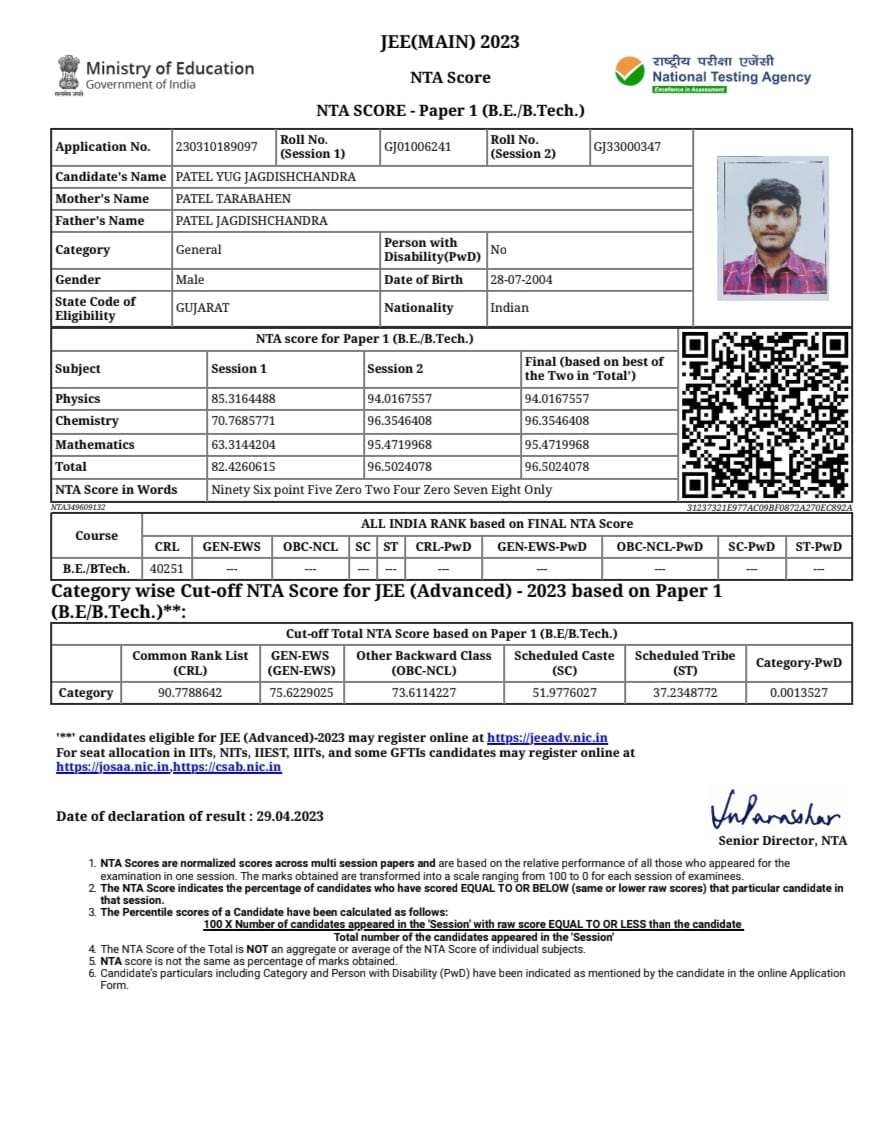 JEE(MAIN) 2023
Ministry of Education
Government of India
सत्यमेव जयते
NTA Score
राष्ट्रीय परीक्षा एजेंसी
National Testing Agency
Excellence in Assessment
NTA SCORE - Paper 1 (B.E./B.Tech.)
Application No. 230310189097 Roll No. (Session 1) GJ01006241 Roll No. (Session 2) GJ33000347
Candidate's Name PATEL YUG JAGDISHCHANDRA
Mother's Name PATEL TARABAHEN
Father's Name PATEL JAGDISHCHANDRA
Category General Person with Disability(PwD) No
Gender Male Date of Birth 28-07-2004
State Code of Eligibility GUJARAT Nationality Indian
NTA score for Paper 1 (B.E./B.Tech.)
Subject Session 1 Session 2 Final (based on best of the Two in ‘Total’)
Physics 85.3164488 94.0167557 94.0167557
Chemistry 70.7685771 96.3546408 96.3546408
Mathematics 63.3144204 95.4719968 95.4719968
Total 82.4260615 96.5024078 96.5024078
NTA Score in Words Ninety Six point Five Zero Two Four Zero Seven Eight Only
NTA349609132 31237321E977AC09BF0872A270EC892A
ALL INDIA RANK based on FINAL NTA Score
Course CRL GEN-EWS OBC-NCL SC ST CRL-PwD GEN-EWS-PwD OBC-NCL-PwD SC-PwD ST-PwD
B.E./BTech. 40251 --- --- --- --- --- --- --- --- ---
Category wise Cut-off NTA Score for JEE (Advanced) - 2023 based on Paper 1
(B.E/B.Tech.)**:
Cut-off Total NTA Score based on Paper 1 (B.E/B.Tech.)
Common Rank List (CRL) GEN-EWS (GEN-EWS) Other Backward Class (OBC-NCL) Scheduled Caste (SC) Scheduled Tribe (ST) Category-PwD
Category 90.7788642 75.6229025 73.6114227 51.9776027 37.2348772 0.0013527
'**' candidates eligible for JEE (Advanced)-2023 may register online at https://jeeadv.nic.in
For seat allocation in IITs, NITs, IIEST, IIITs, and some GFTIs candidates may register online at
https://josaa.nic.in,https://csab.nic.in
Date of declaration of result : 29.04.2023
Senior Director, NTA
1. NTA Scores are normalized scores across multi session papers and are based on the relative performance of all those who appeared for the
examination in one session. The marks obtained are transformed into a scale ranging from 100 to 0 for each session of examinees.
2. The NTA Score indicates the percentage of candidates who have scored EQUAL TO OR BELOW (same or lower raw scores) that particular candidate in
that session.
3. The Percentile scores of a Candidate have been calculated as follows:
100 X Number of candidates appeared in the 'Session' with raw score EQUAL TO OR LESS than the candidate
Total number of the candidates appeared in the 'Session'
4. The NTA Score of the Total is NOT an aggregate or average of the NTA Score of individual subjects.
5. NTA score is not the same as percentage of marks obtained.
6. Candidate's particulars including Category and Person with Disability (PwD) have been indicated as mentioned by the candidate in the online Application
Form.